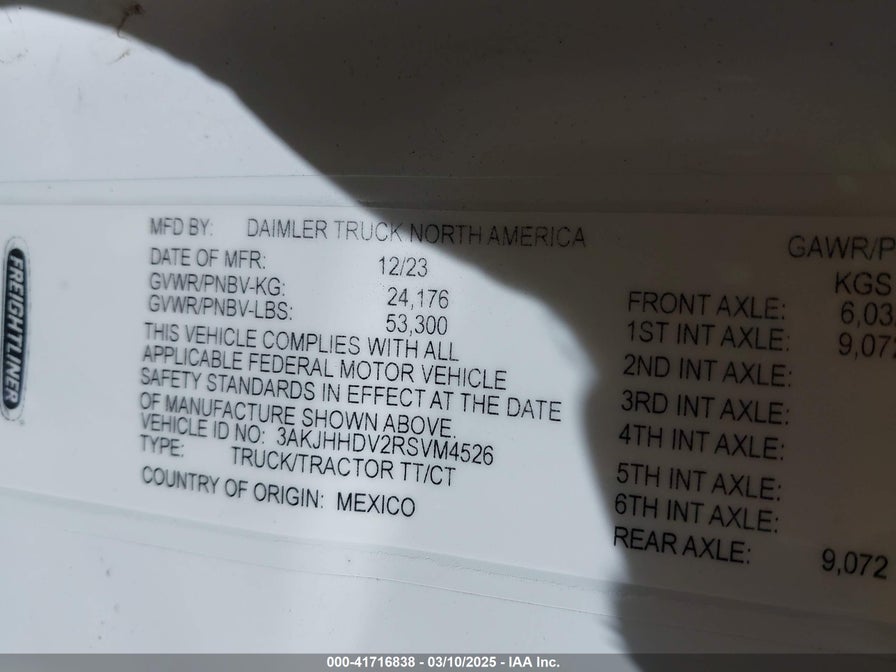 FREIGHTLINER
MFD BY: DAIMLER TRUCK NORTH AMERICA
DATE OF MFR: 12/23
GVWR/PNBV-KG: 24,176
GVWR/PNBV-LBS: 53,300
THIS VEHICLE COMPLIES WITH ALL
APPLICABLE FEDERAL MOTOR VEHICLE
SAFETY STANDARDS IN EFFECT AT THE DATE
OF MANUFACTURE SHOWN ABOVE.
VEHICLE ID NO: 3AKJHHDV2RSVM4526
TYPE: TRUCK/TRACTOR TT/CT
COUNTRY OF ORIGIN: MEXICO
GAWR/P
KGS
FRONT AXLE: 6,03
1ST INT AXLE: 9,072
2ND INT AXLE:
3RD INT AXLE:
4TH INT AXLE:
5TH INT AXLE:
6TH INT AXLE:
REAR AXLE: 9,072
000-41716838 - 03/10/2025 - IAA Inc.